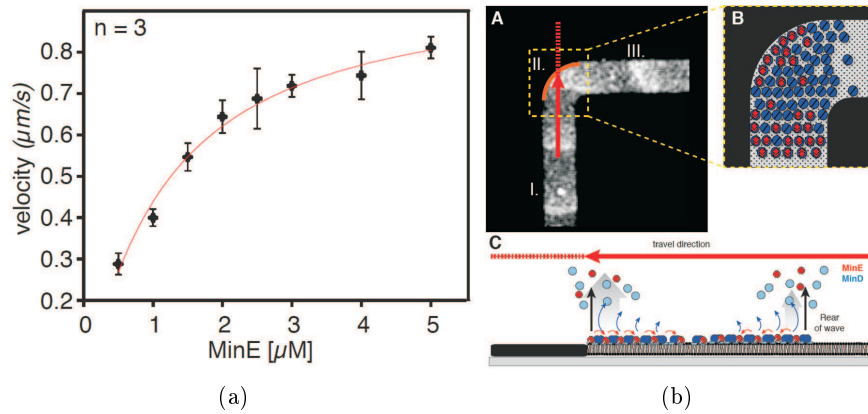 n = 3
velocity (μm/s)
0.8
0.7
0.6
0.5
0.4
0.3
0.2
0 1 2 3 4 5
MinE [μM]
(a)
A
II.
III.
I.
B
C
travel direction
MinE
MinD
Rear
of wave
(b)